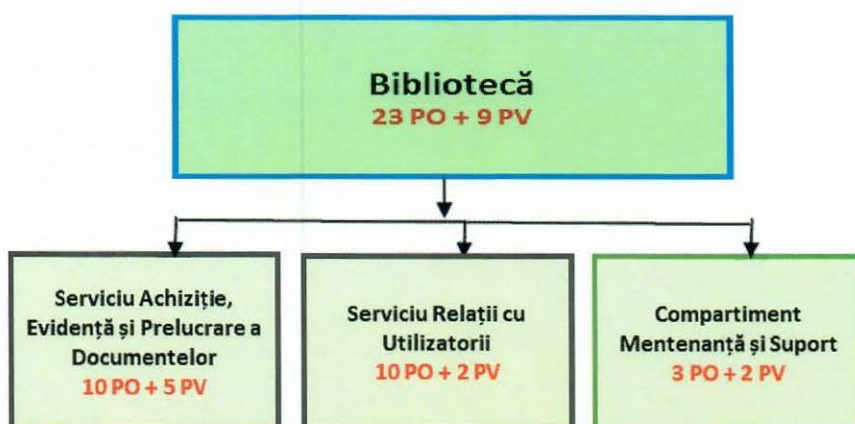 Bibliotecă
23 PO + 9 PV
Serviciu Achiziție,
Evidență și Prelucrare a
Documentelor
10 PO + 5 PV
Serviciu Relații cu
Utilizatorii
10 PO + 2 PV
Compartiment
Mentenanță și Suport
3 PO + 2 PV